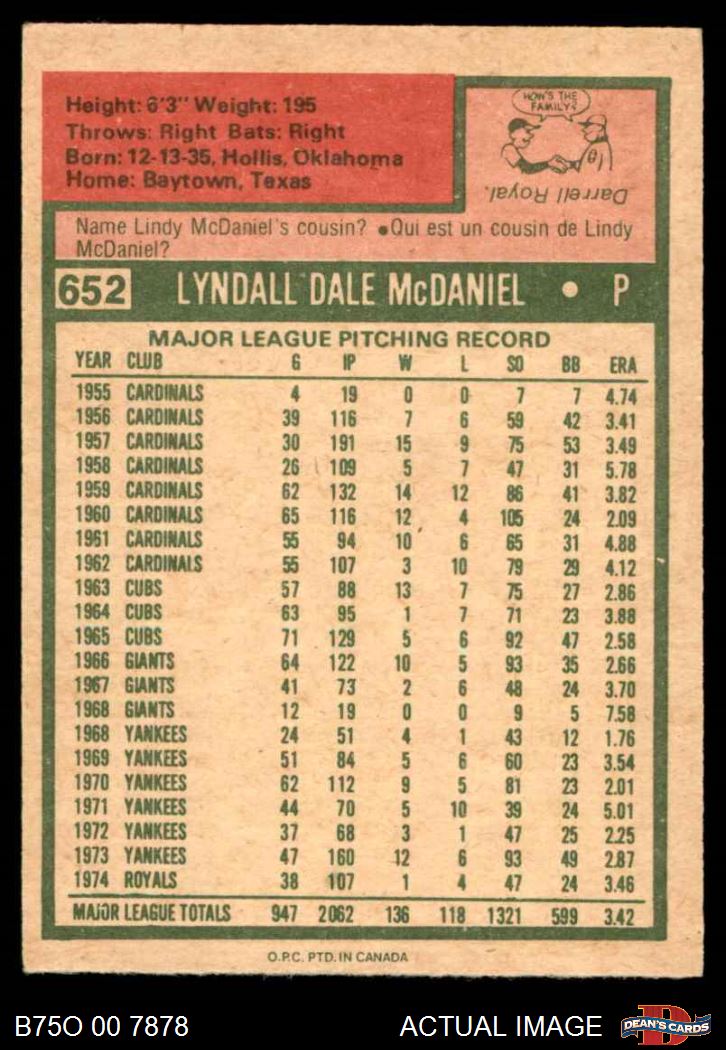 Height: 6'3" Weight: 195
Throws: Right Bats: Right
Born: 12-13-35, Hollis, Oklahoma
Home: Baytown, Texas
HOW'S THE
FAMILY?
Darrell Royal.
Name Lindy McDaniel's cousin? ●Qui est un cousin de Lindy
McDaniel?
652 LYNDALL DALE McDANIEL • P
MAJOR LEAGUE PITCHING RECORD
YEAR CLUB G IP W L SO BB ERA
1955 CARDINALS 4 19 0 0 7 7 4.74
1956 CARDINALS 39 116 7 6 59 42 3.41
1957 CARDINALS 30 191 15 9 75 53 3.49
1958 CARDINALS 26 109 5 7 47 31 5.78
1959 CARDINALS 62 132 14 12 86 41 3.82
1960 CARDINALS 65 116 12 4 105 24 2.09
1961 CARDINALS 55 94 10 6 65 31 4.88
1962 CARDINALS 55 107 3 10 79 29 4.12
1963 CUBS 57 88 13 7 75 27 2.86
1964 CUBS 63 95 1 7 71 23 3.88
1965 CUBS 71 129 5 6 92 47 2.58
1966 GIANTS 64 122 10 5 93 35 2.66
1967 GIANTS 41 73 2 6 48 24 3.70
1968 GIANTS 12 19 0 0 9 5 7.58
1968 YANKEES 24 51 4 1 43 12 1.76
1969 YANKEES 51 84 5 6 60 23 3.54
1970 YANKEES 62 112 9 5 81 23 2.01
1971 YANKEES 44 70 5 10 39 24 5.01
1972 YANKEES 37 68 3 1 47 25 2.25
1973 YANKEES 47 160 12 6 93 49 2.87
1974 ROYALS 38 107 1 4 47 24 3.46
MAJOR LEAGUE TOTALS 947 2062 136 118 1321 599 3.42
O.P.C. PTD. IN CANADA
B75O 00 7878 ACTUAL IMAGE
D
DEAN'S CARDS